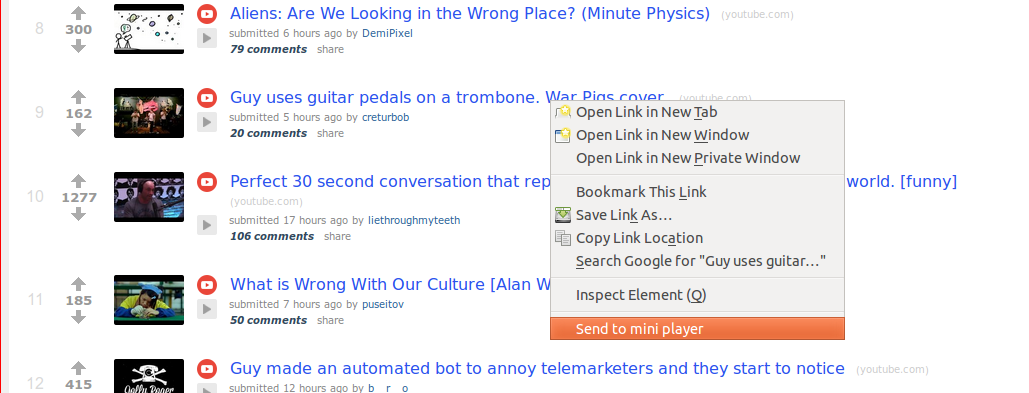 8
300
Aliens: Are We Looking in the Wrong Place? (Minute Physics) (youtube.com)
submitted 6 hours ago by DemiPixel
79 comments share
9
162
Guy uses guitar pedals on a trombone. War Pigs cover (youtube.com)
submitted 5 hours ago by creturbob
20 comments share
10
1277
Perfect 30 second conversation that rep world. [funny]
(youtube.com)
submitted 17 hours ago by liethroughmyteeth
106 comments share
11
185
What is Wrong With Our Culture [Alan W
submitted 7 hours ago by puseitov
50 comments share
12
415
Guy made an automated bot to annoy telemarketers and they start to notice (youtube.com)
submitted 12 hours ago by b r o
Jolly Roger
Open Link in New Tab
Open Link in New Window
Open Link in New Private Window
Bookmark This Link
Save Link As...
Copy Link Location
Search Google for "Guy uses guitar..."
Inspect Element (Q)
Send to mini player